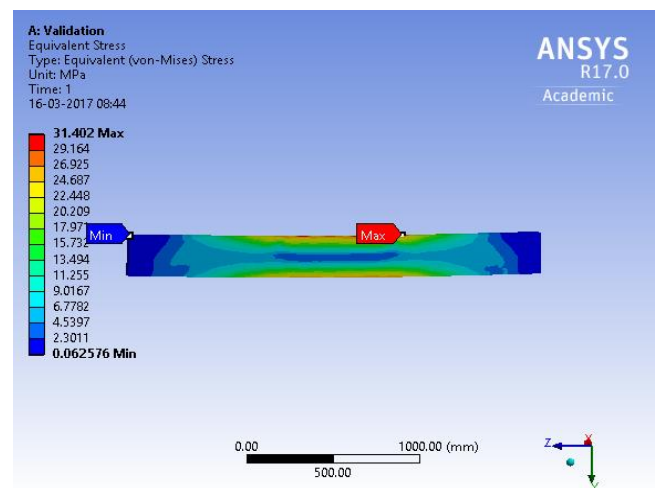 A: Validation
Equivalent Stress
Type: Equivalent (von-Mises) Stress
Unit: MPa
Time: 1
16-03-2017 08:44
ANSYS
R17.0
Academic
31.402 Max
29.164
26.925
24.687
22.448
20.209
17.971
15.732
13.494
11.255
9.0167
6.7782
4.5397
2.3011
0.062576 Min
Min
Max
0.00 1000.00 (mm)
500.00
Z X
Y